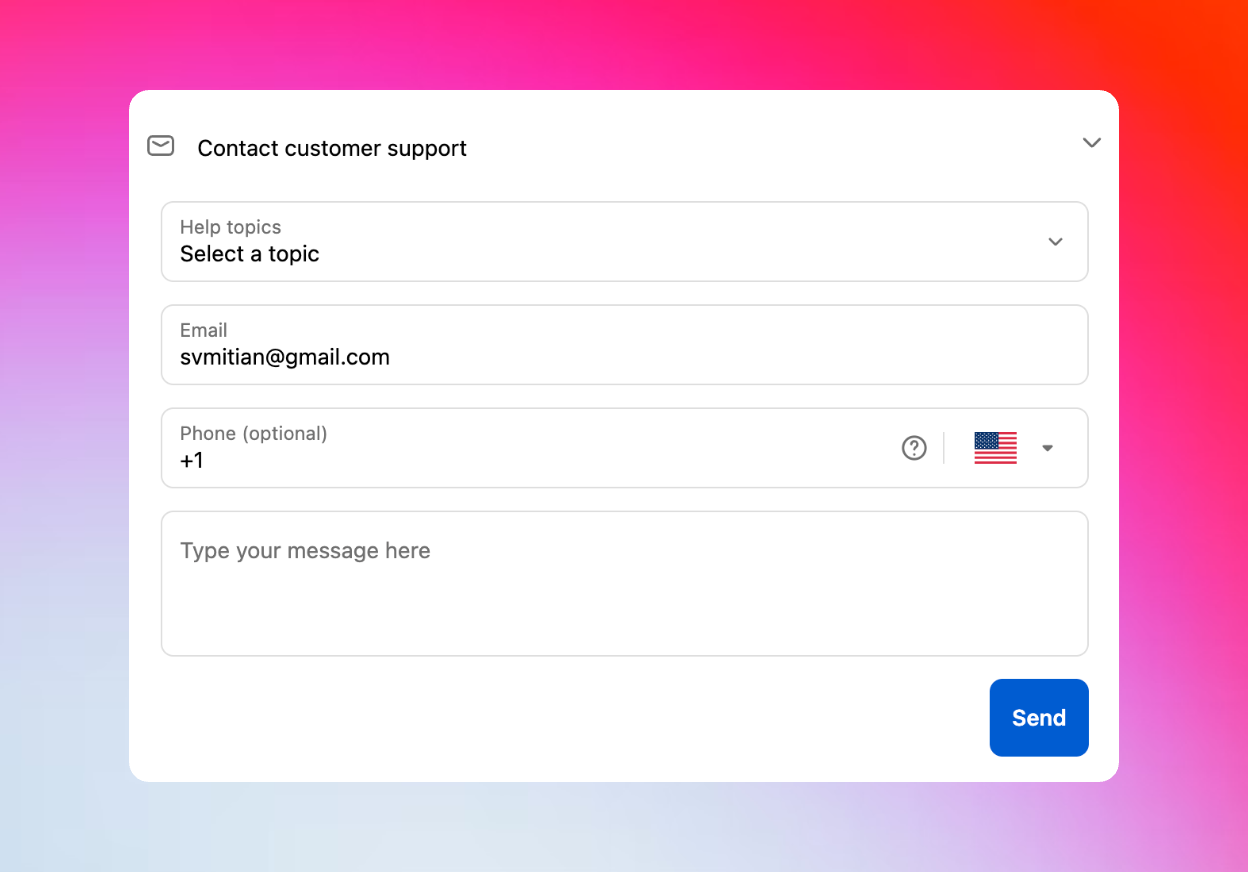 Contact customer support
Help topics
Select a topic
Email
svmitian@gmail.com
Phone (optional)
+1
Type your message here
Send